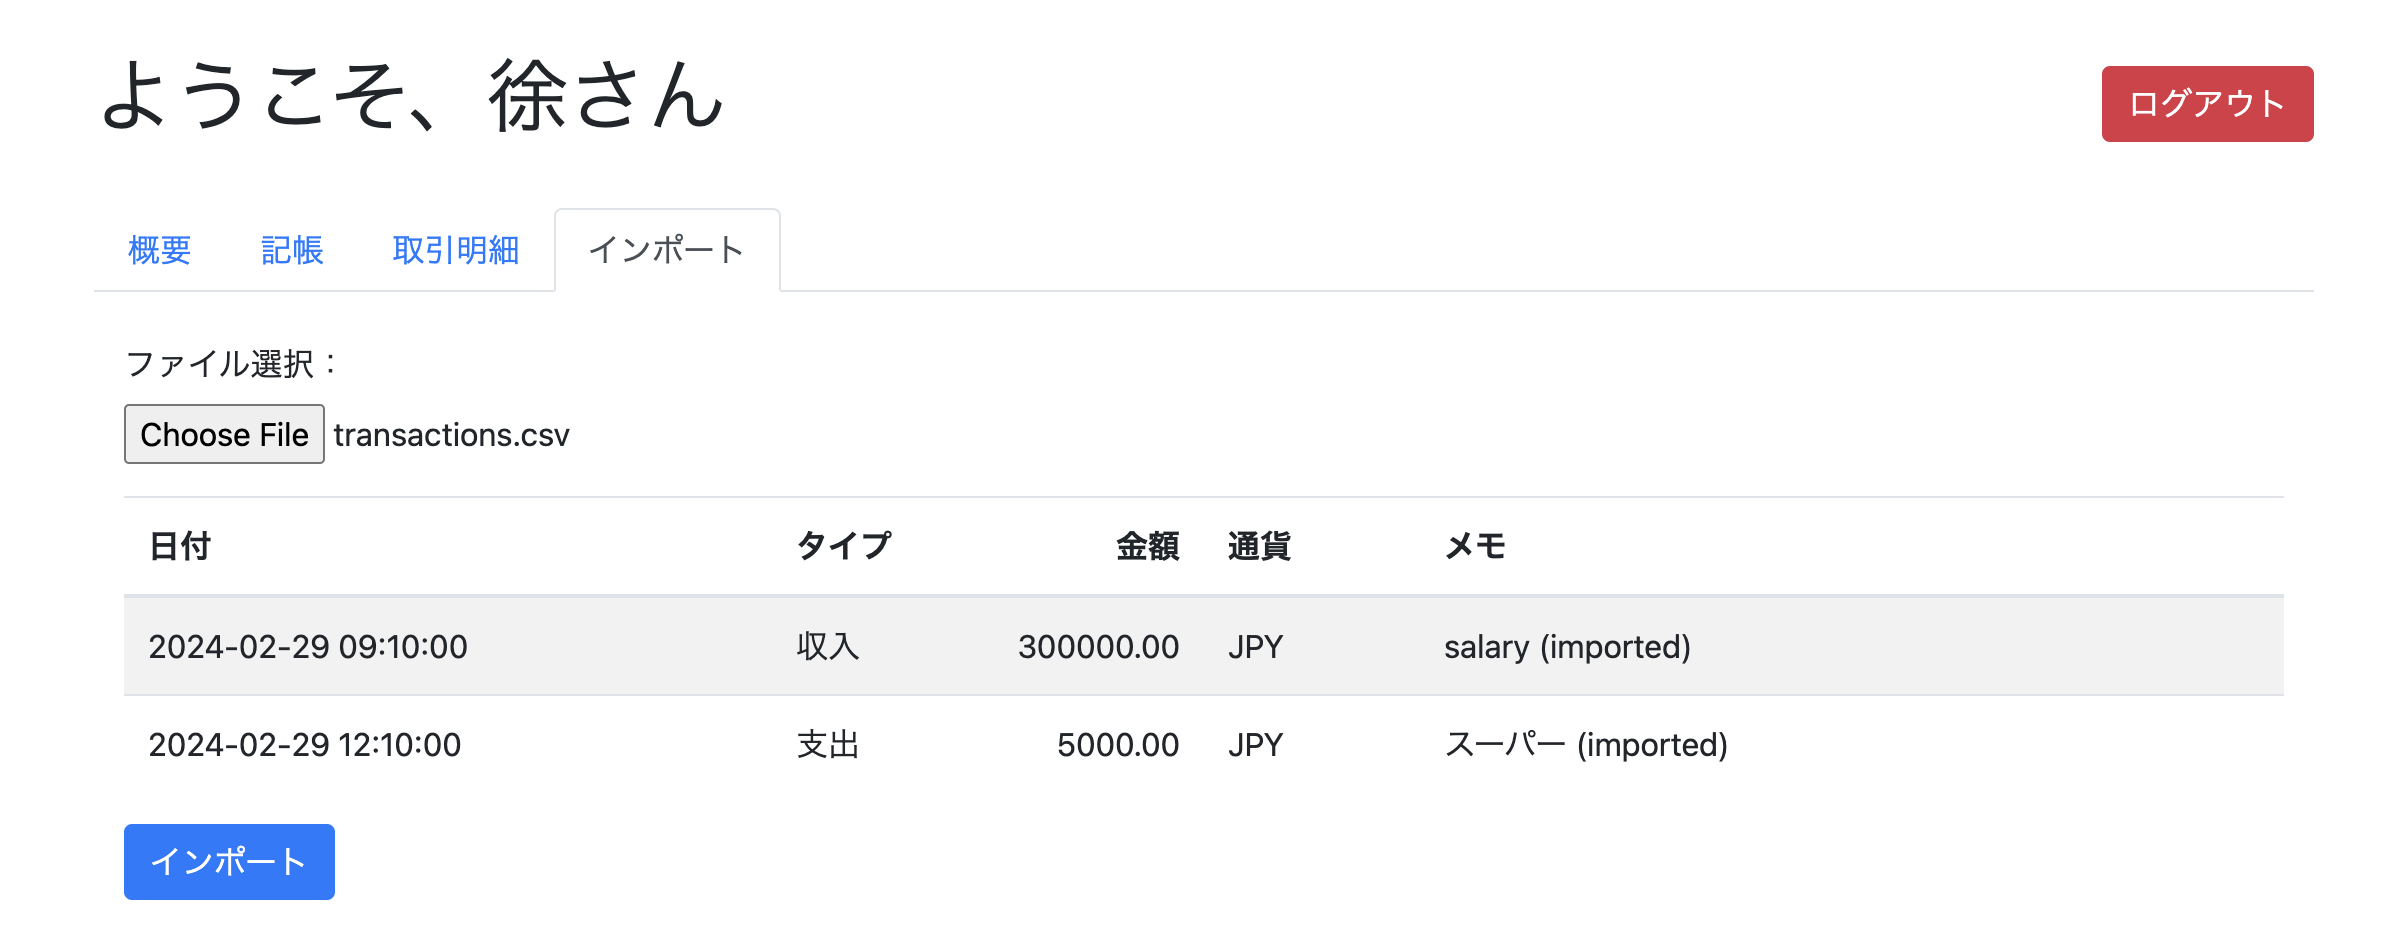 ようこそ、徐さん
ログアウト
概要 記帳 取引明細 インポート
ファイル選択：
Choose File transactions.csv
日付 タイプ 金額 通貨 メモ
2024-02-29 09:10:00 収入 300000.00 JPY salary (imported)
2024-02-29 12:10:00 支出 5000.00 JPY スーパー (imported)
インポート